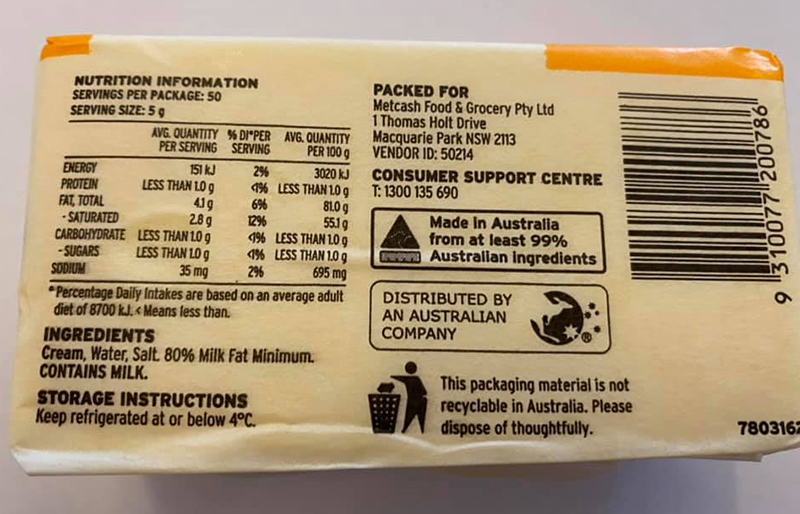 NUTRITION INFORMATION
SERVINGS PER PACKAGE: 50
SERVING SIZE: 5 g
AVG. QUANTITY PER SERVING % DI*PER SERVING AVG. QUANTITY PER 100 g
ENERGY 151 kJ 2% 3020 kJ
PROTEIN LESS THAN 1.0 g <1% LESS THAN 1.0 g
FAT, TOTAL 4.1 g 6% 81.0 g
- SATURATED 2.8 g 12% 55.1 g
CARBOHYDRATE LESS THAN 1.0 g <1% LESS THAN 1.0 g
- SUGARS LESS THAN 1.0 g <1% LESS THAN 1.0 g
SODIUM 35 mg 2% 695 mg
*Percentage Daily Intakes are based on an average adult
diet of 8700 kJ. < Means less than.
INGREDIENTS
Cream, Water, Salt. 80% Milk Fat Minimum.
CONTAINS MILK.
STORAGE INSTRUCTIONS
Keep refrigerated at or below 4°C.
PACKED FOR
Metcash Food & Grocery Pty Ltd
1 Thomas Holt Drive
Macquarie Park NSW 2113
VENDOR ID: 50214
CONSUMER SUPPORT CENTRE
T: 1300 135 690
Made in Australia
from at least 99%
Australian ingredients
DISTRIBUTED BY
AN AUSTRALIAN
COMPANY
®
This packaging material is not
recyclable in Australia. Please
dispose of thoughtfully.
9 310077 200786
7803162